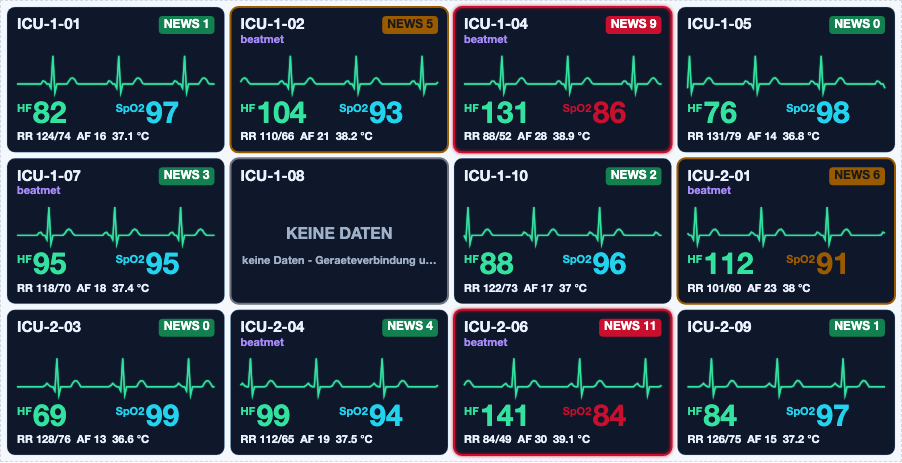 ICU-1-01 NEWS 1
HF 82 SpO2 97
RR 124/74 AF 16 37.1 °C
ICU-1-02 NEWS 5
beatmet
HF 104 SpO2 93
RR 110/66 AF 21 38.2 °C
ICU-1-04 NEWS 9
beatmet
HF 131 SpO2 86
RR 88/52 AF 28 38.9 °C
ICU-1-05 NEWS 0
HF 76 SpO2 98
RR 131/79 AF 14 36.8 °C
ICU-1-07 NEWS 3
beatmet
HF 95 SpO2 95
RR 118/70 AF 18 37.4 °C
ICU-1-08
KEINE DATEN
keine Daten - Geraeteverbindung u...
ICU-1-10 NEWS 2
HF 88 SpO2 96
RR 122/73 AF 17 37 °C
ICU-2-01 NEWS 6
beatmet
HF 112 SpO2 91
RR 101/60 AF 23 38 °C
ICU-2-03 NEWS 0
HF 69 SpO2 99
RR 128/76 AF 13 36.6 °C
ICU-2-04 NEWS 4
beatmet
HF 99 SpO2 94
RR 112/65 AF 19 37.5 °C
ICU-2-06 NEWS 11
beatmet
HF 141 SpO2 84
RR 84/49 AF 30 39.1 °C
ICU-2-09 NEWS 1
HF 84 SpO2 97
RR 126/75 AF 15 37.2 °C